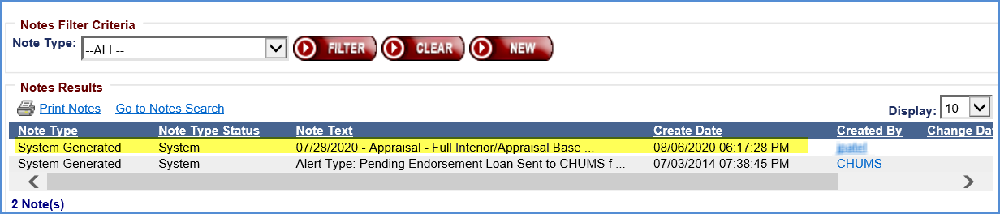 Notes Filter Criteria
Note Type: --ALL-- FILTER CLEAR NEW
Notes Results
Print Notes Go to Notes Search Display: 10
Note Type Note Type Status Note Text Create Date Created By Change Da
System Generated System 07/28/2020 - Appraisal - Full Interior/Appraisal Base ... 08/06/2020 06:17:28 PM
System Generated System Alert Type: Pending Endorsement Loan Sent to CHUMS f ... 07/03/2014 07:38:45 PM CHUMS
2 Note(s)